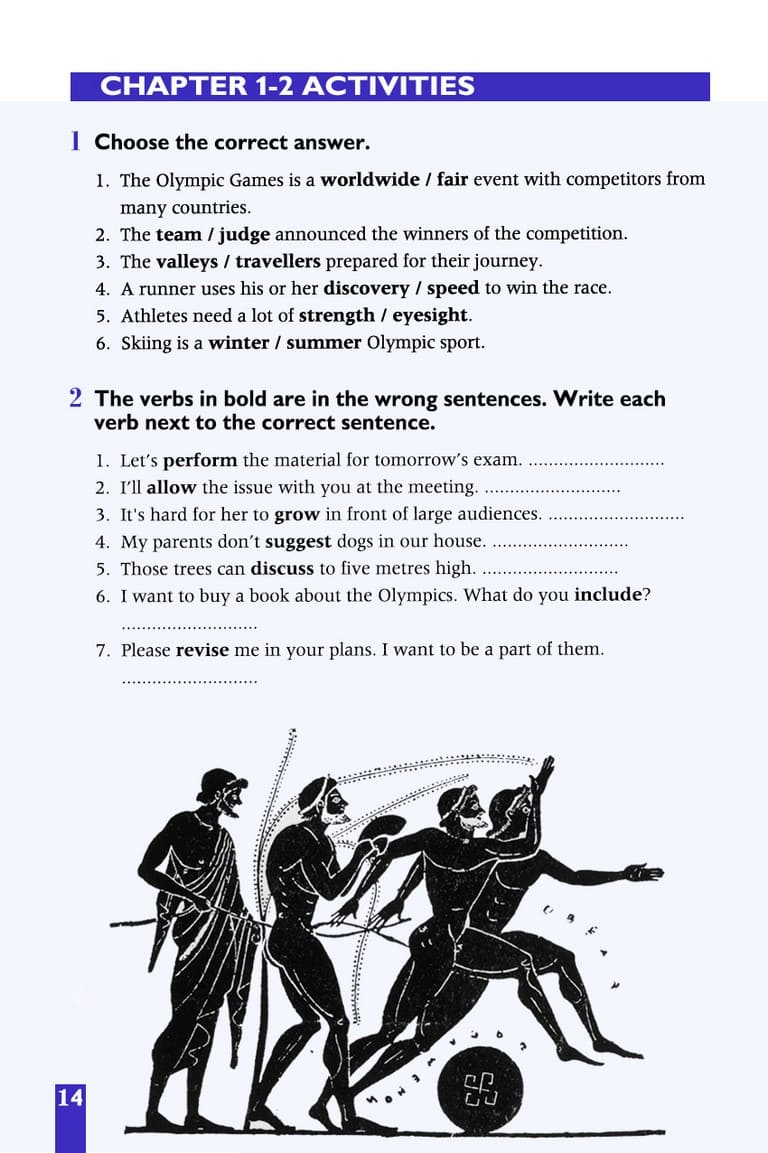 CHAPTER 1-2 ACTIVITIES
1 Choose the correct answer.
1. The Olympic Games is a worldwide / fair event with competitors from
many countries.
2. The team / judge announced the winners of the competition.
3. The valleys / travellers prepared for their journey.
4. A runner uses his or her discovery / speed to win the race.
5. Athletes need a lot of strength / eyesight.
6. Skiing is a winter / summer Olympic sport.
2 The verbs in bold are in the wrong sentences. Write each
verb next to the correct sentence.
1. Let's perform the material for tomorrow's exam. ...........................
2. I'll allow the issue with you at the meeting. ...........................
3. It's hard for her to grow in front of large audiences. ...........................
4. My parents don't suggest dogs in our house. ...........................
5. Those trees can discuss to five metres high. ...........................
6. I want to buy a book about the Olympics. What do you include?
...........................
7. Please revise me in your plans. I want to be a part of them.
...........................
14